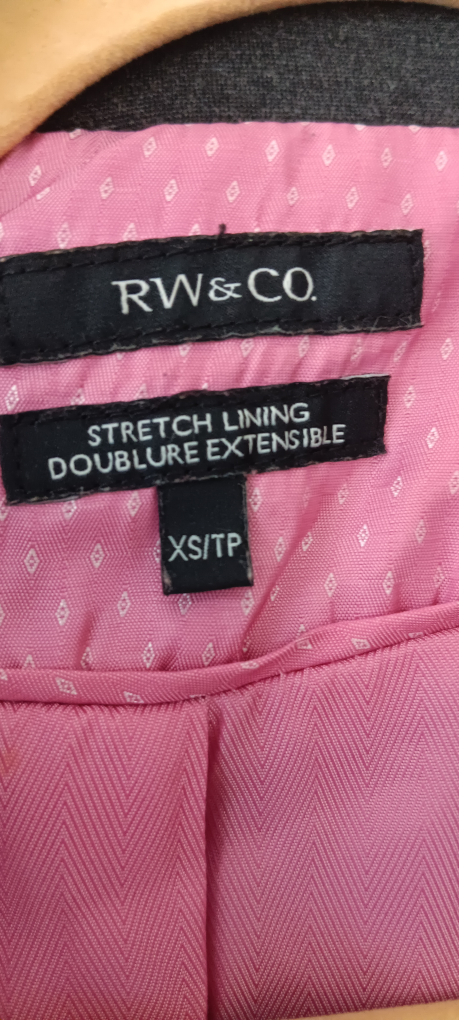 RW&CO.
STRETCH LINING
DOUBLURE EXTENSIBLE
XS/TP